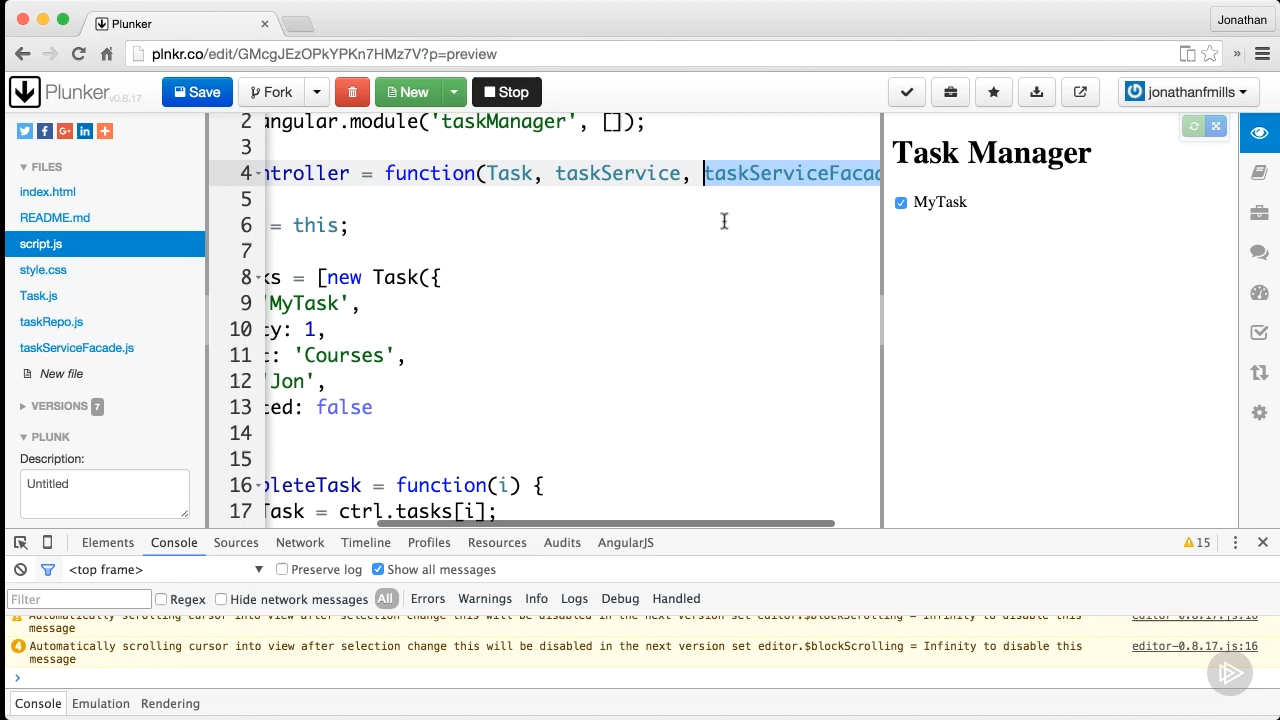 Plunker
Jonathan
plnkr.co/edit/GMcgJEzOPkYPKn7HMz7V?p=preview
Plunker v0.8.17
Save
Fork
New
Stop
jonathanfmills
FILES
index.html
README.md
script.js
style.css
Task.js
taskRepo.js
taskServiceFacade.js
New file
VERSIONS 7
PLUNK
Description:
Untitled
2 angular.module('taskManager', []);
3
4 ntroller = function(Task, taskService, taskServiceFacad
5
6 = this;
7
8 ks = [new Task({
9 'MyTask',
10 ty: 1,
11 t: 'Courses',
12 'Jon',
13 ted: false
14
15
16 pleteTask = function(i) {
17 Task = ctrl.tasks[i];
Task Manager
MyTask
Elements Console Sources Network Timeline Profiles Resources Audits AngularJS 15
<top frame> Preserve log Show all messages
Filter Regex Hide network messages All Errors Warnings Info Logs Debug Handled
Automatically scrolling cursor into view after selection change this will be disabled in the next version set editor.$blockScrolling = Infinity to disable this editor-0.8.17.js:16
message
4 Automatically scrolling cursor into view after selection change this will be disabled in the next version set editor.$blockScrolling = Infinity to disable this editor-0.8.17.js:16
message
>
Console Emulation Rendering